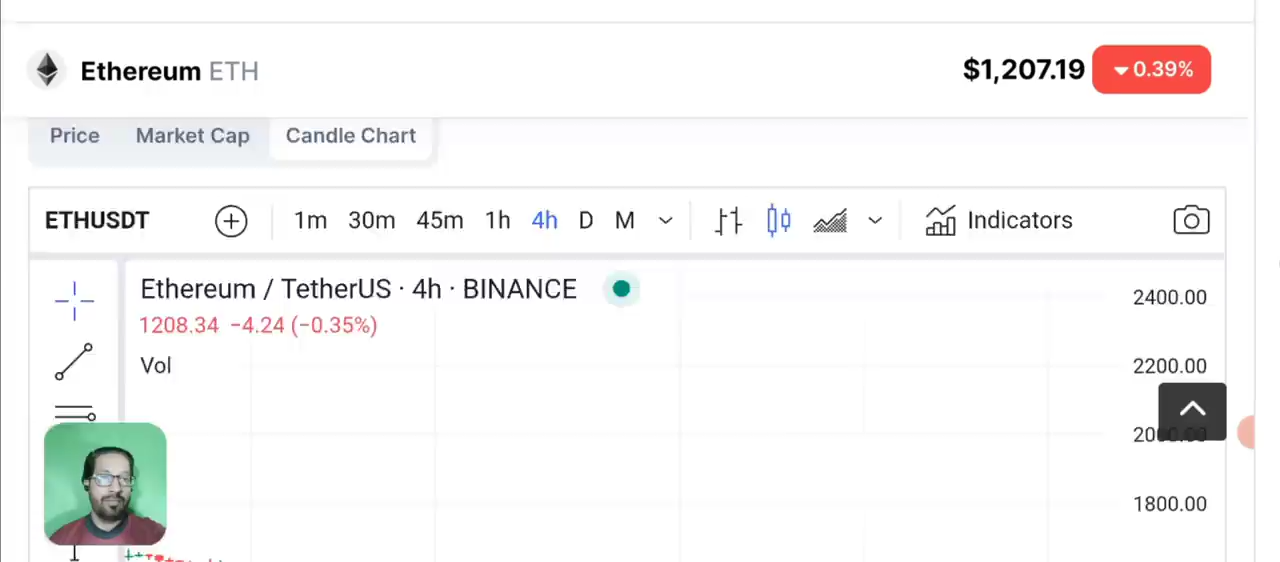 Ethereum ETH
$1,207.19 0.39%
Price Market Cap Candle Chart
ETHUSDT 1m 30m 45m 1h 4h D M Indicators
Ethereum / TetherUS · 4h · BINANCE
2400.00
1208.34 −4.24 (−0.35%)
Vol
2200.00
1800.00